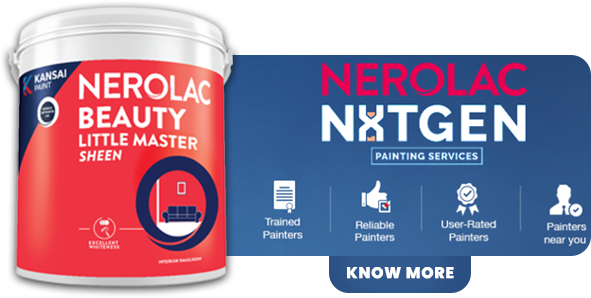 KANSAI
PAINT
NEROLAC
BEAUTY
LITTLE MASTER
SHEEN
EXCELLENT
WHITENESS
INTERIOR EMULSION
NEROLAC
NXTGEN
PAINTING SERVICES
Trained
Painters
Reliable
Painters
User-Rated
Painters
Painters
near you
KNOW MORE